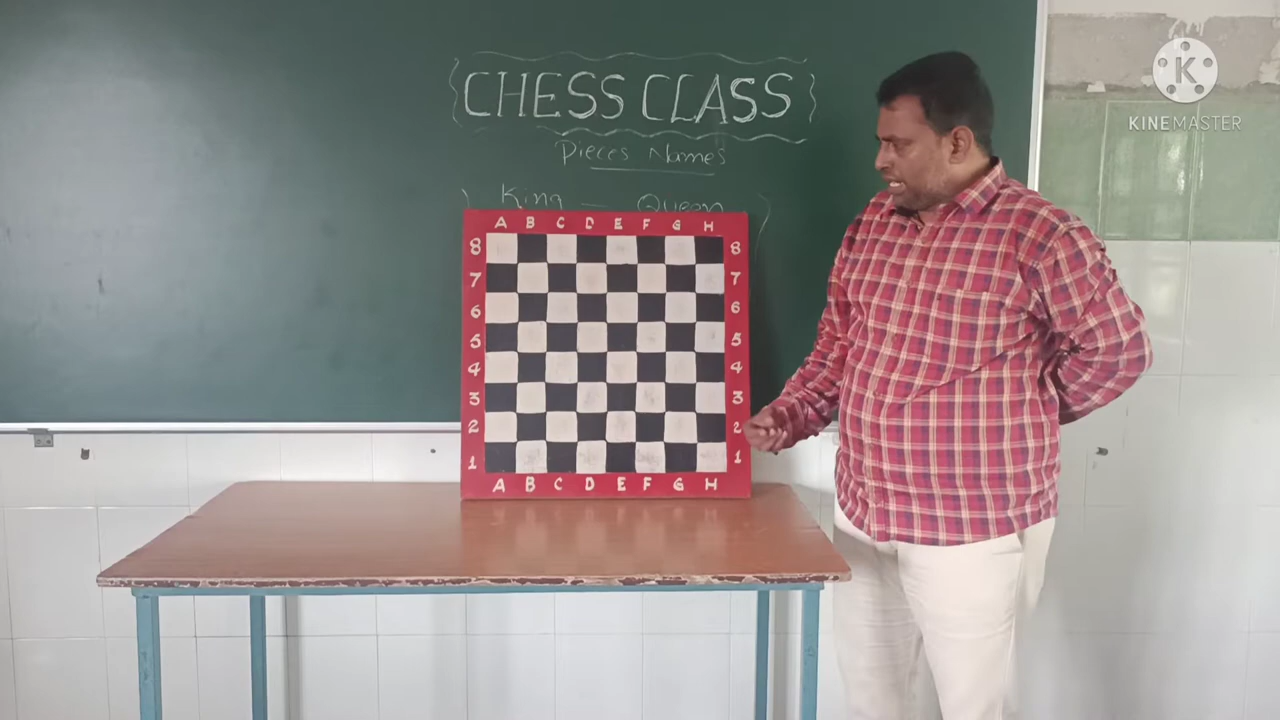 CHESS CLASS
Pieces Names
King — Queen
K
KINEMASTER
A B C D E F G H
8 8
7 7
6 6
5 5
4 4
3 3
2 2
1 1
A B C D E F G H